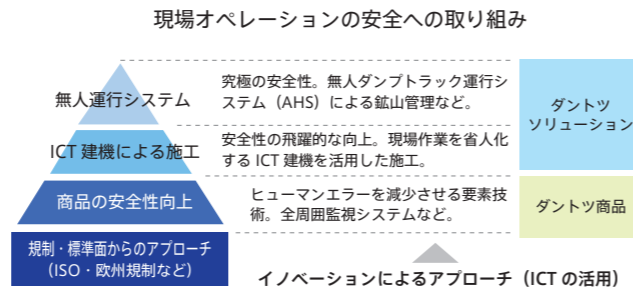 現場オペレーションの安全への取り組み
無人運行システム
究極の安全性。無人ダンプトラック運行シ
ステム（AHS）による鉱山管理など。
ダントツ
ソリューション
ICT 建機による施工
安全性の飛躍的な向上。現場作業を省人化
する ICT 建機を活用した施工。
商品の安全性向上
ヒューマンエラーを減少させる要素技
術。全周囲監視システムなど。
ダントツ商品
規制・標準面からのアプローチ
（ISO・欧州規制など）
イノベーションによるアプローチ（ICT の活用）